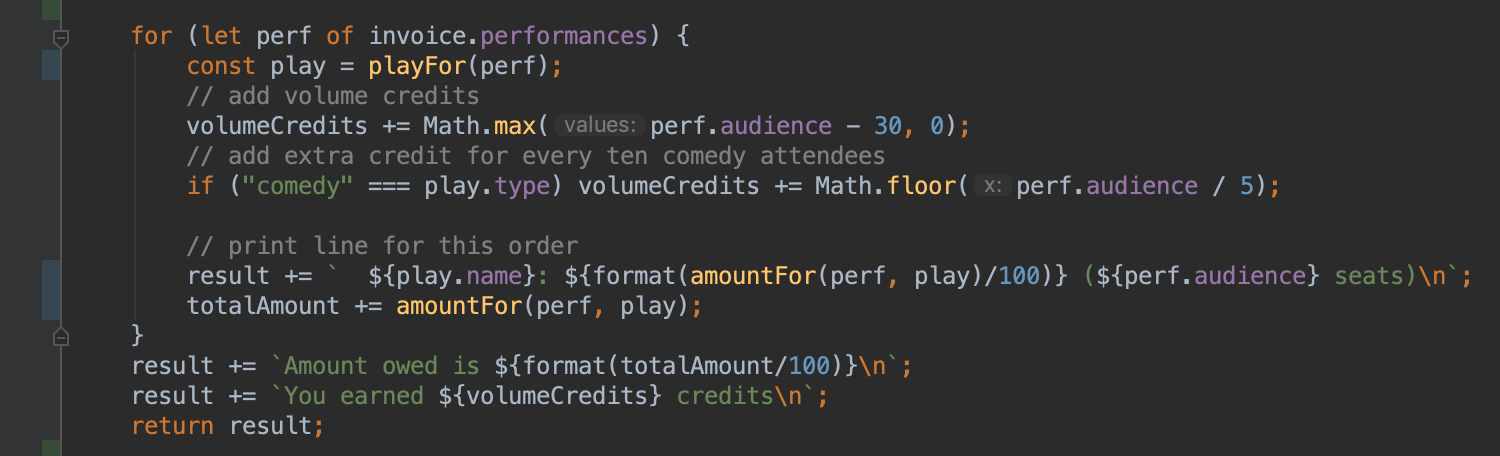 for (let perf of invoice.performances) {
const play = playFor(perf);
// add volume credits
volumeCredits += Math.max( values: perf.audience - 30, 0);
// add extra credit for every ten comedy attendees
if ("comedy" === play.type) volumeCredits += Math.floor( x: perf.audience / 5);
// print line for this order
result += `  ${play.name}: ${format(amountFor(perf, play)/100)} (${perf.audience} seats)\n`;
totalAmount += amountFor(perf, play);
}
result += `Amount owed is ${format(totalAmount/100)}\n`;
result += `You earned ${volumeCredits} credits\n`;
return result;